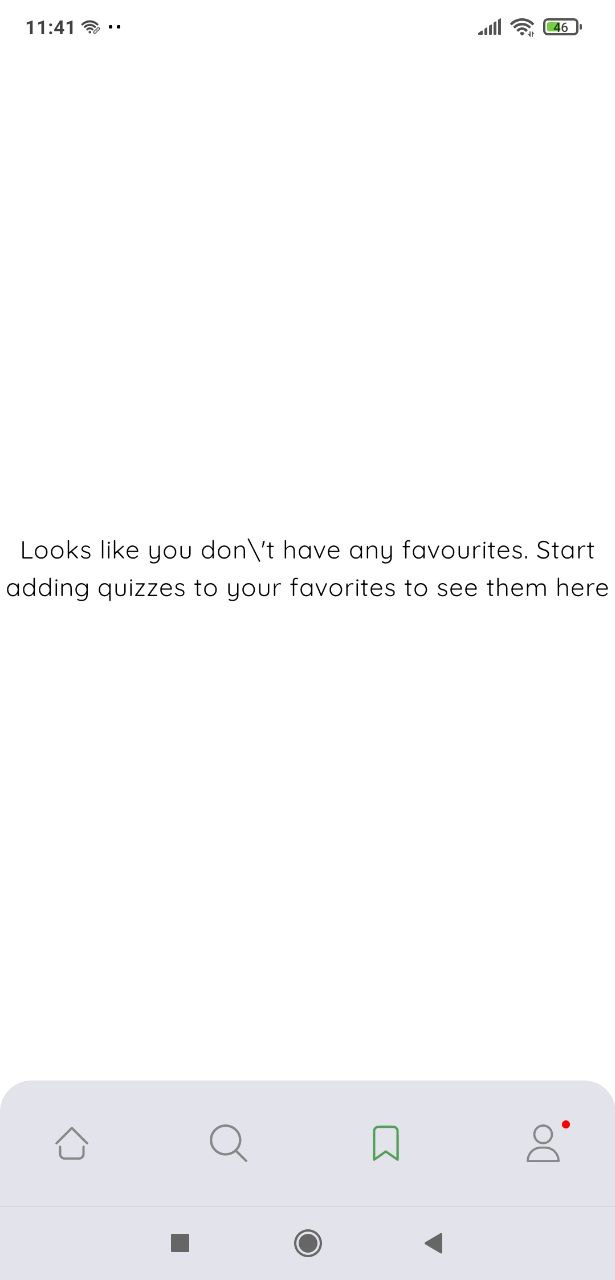 11:41
46
Looks like you don\'t have any favourites. Start
adding quizzes to your favorites to see them here